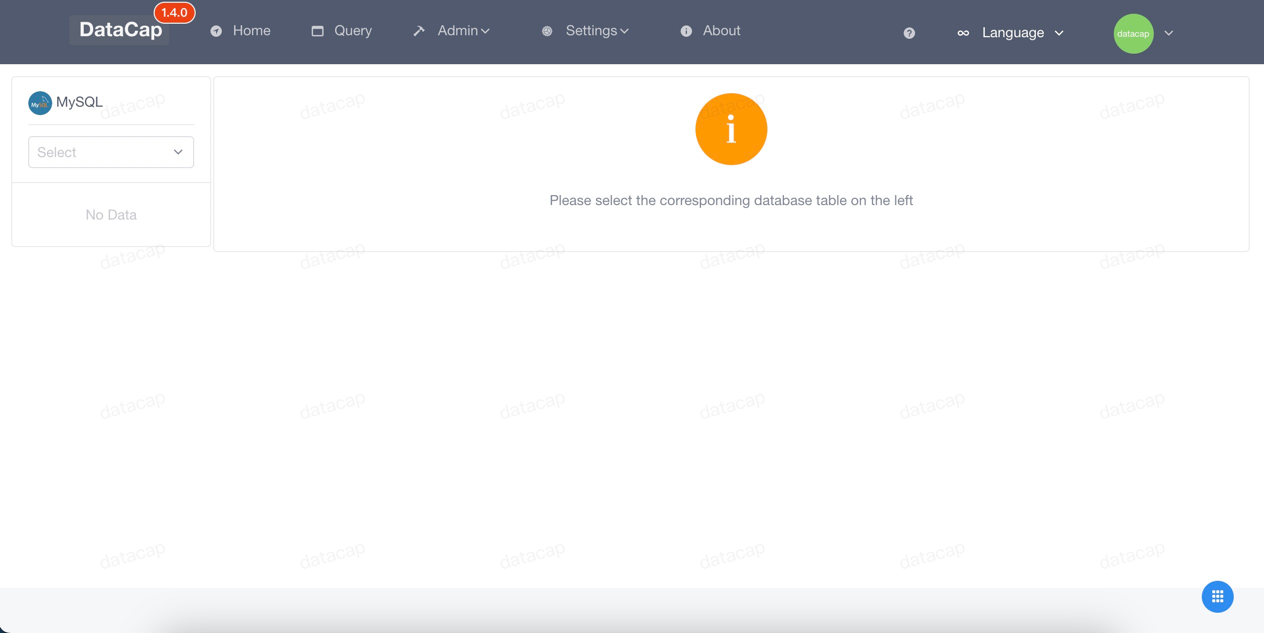 DataCap 1.4.0 Home Query Admin Settings About Language datacap
MySQL
Select
No Data
Please select the corresponding database table on the left
datacap datacap datacap datacap datacap datacap
datacap datacap datacap datacap datacap datacap
datacap datacap datacap datacap datacap datacap
datacap datacap datacap datacap datacap datacap